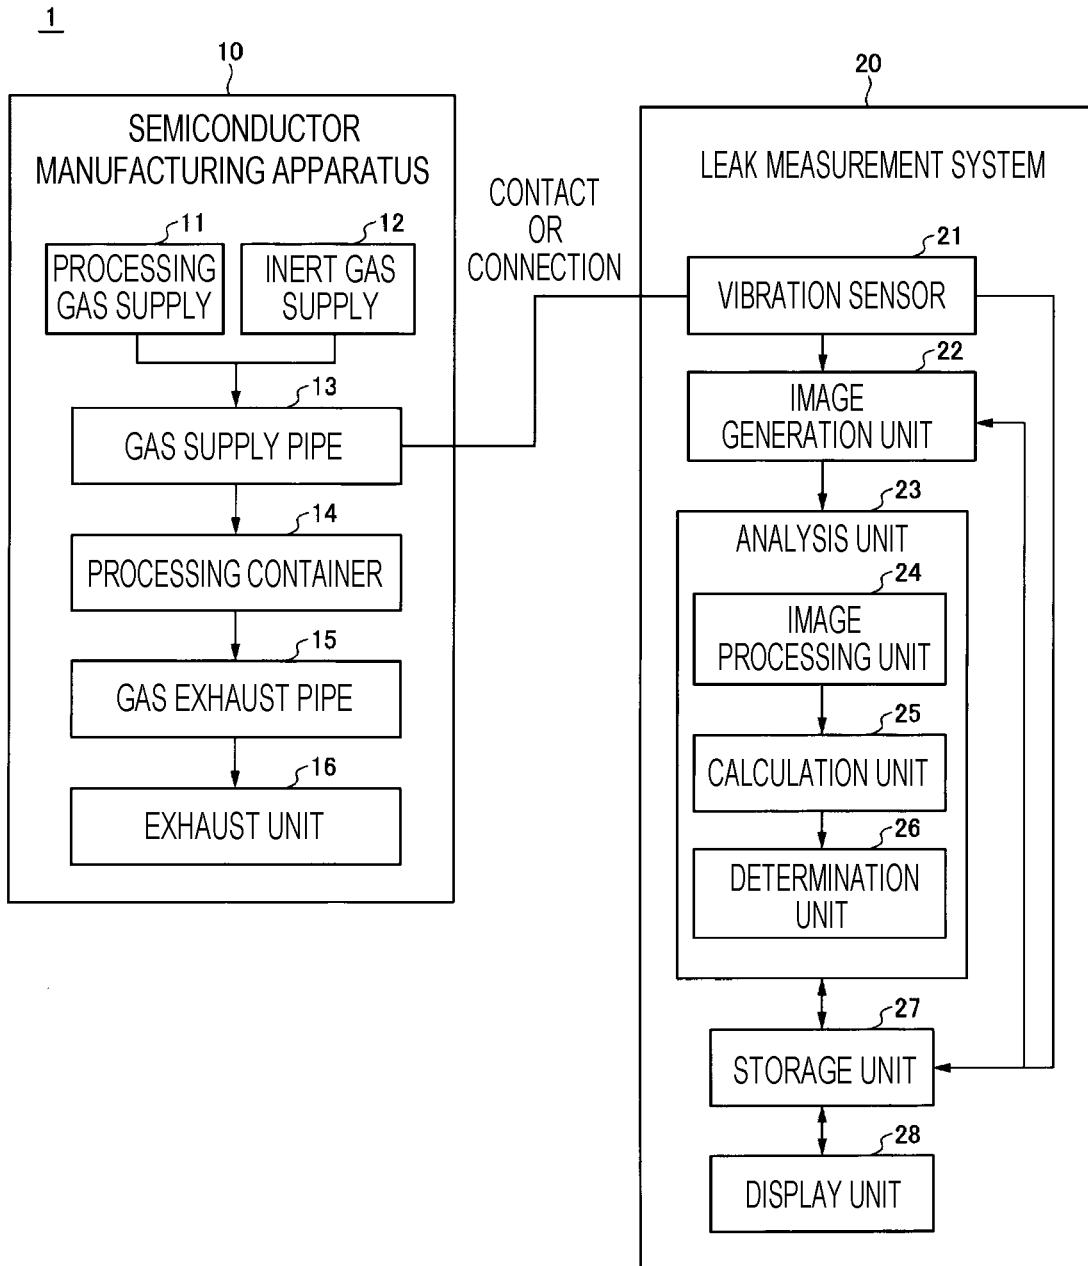 1
10
SEMICONDUCTOR
MANUFACTURING APPARATUS
11
PROCESSING
GAS SUPPLY
12
INERT GAS
SUPPLY
13
GAS SUPPLY PIPE
14
PROCESSING CONTAINER
15
GAS EXHAUST PIPE
16
EXHAUST UNIT
CONTACT
OR
CONNECTION
20
LEAK MEASUREMENT SYSTEM
21
VIBRATION SENSOR
22
IMAGE
GENERATION UNIT
23
ANALYSIS UNIT
24
IMAGE
PROCESSING UNIT
25
CALCULATION UNIT
26
DETERMINATION
UNIT
27
STORAGE UNIT
28
DISPLAY UNIT